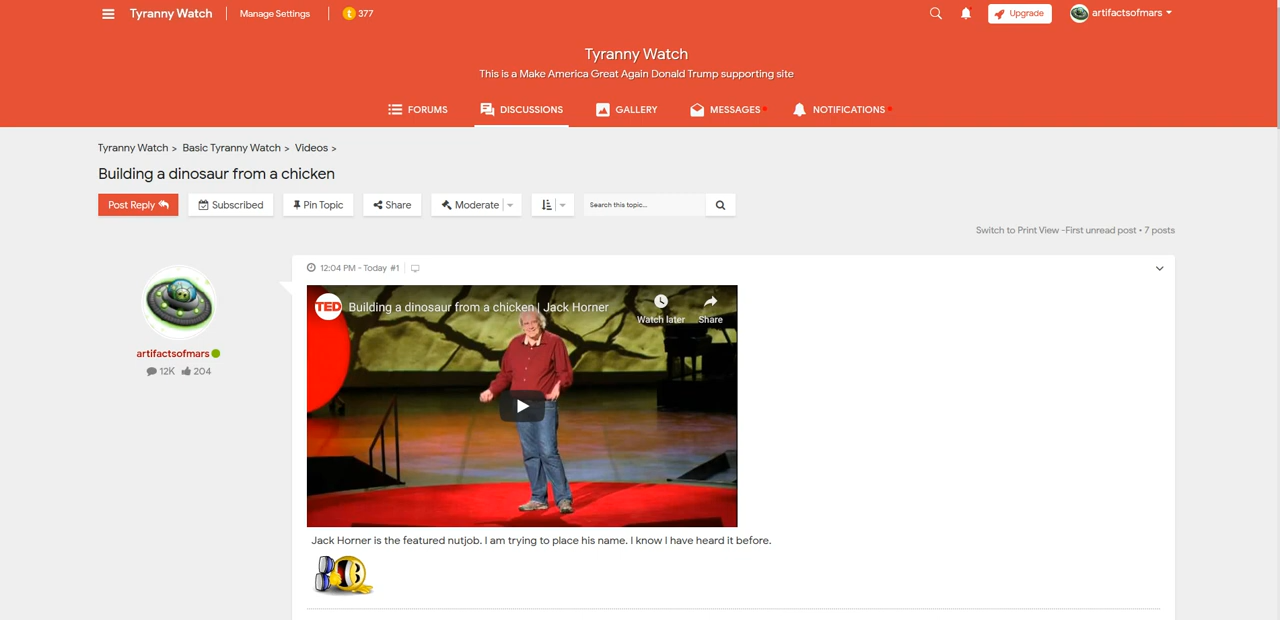 Tyranny Watch Manage Settings t 377 Upgrade artifactsofmars
Tyranny Watch
This is a Make America Great Again Donald Trump supporting site
FORUMS DISCUSSIONS GALLERY MESSAGES NOTIFICATIONS
Tyranny Watch > Basic Tyranny Watch > Videos >
Building a dinosaur from a chicken
Post Reply Subscribed Pin Topic Share Moderate Search this topic...
Switch to Print View -First unread post • 7 posts
12:04 PM - Today #1
TED Building a dinosaur from a chicken | Jack Horner
Watch later Share
artifactsofmars
12K 204
Jack Horner is the featured nutjob. I am trying to place his name. I know I have heard it before.